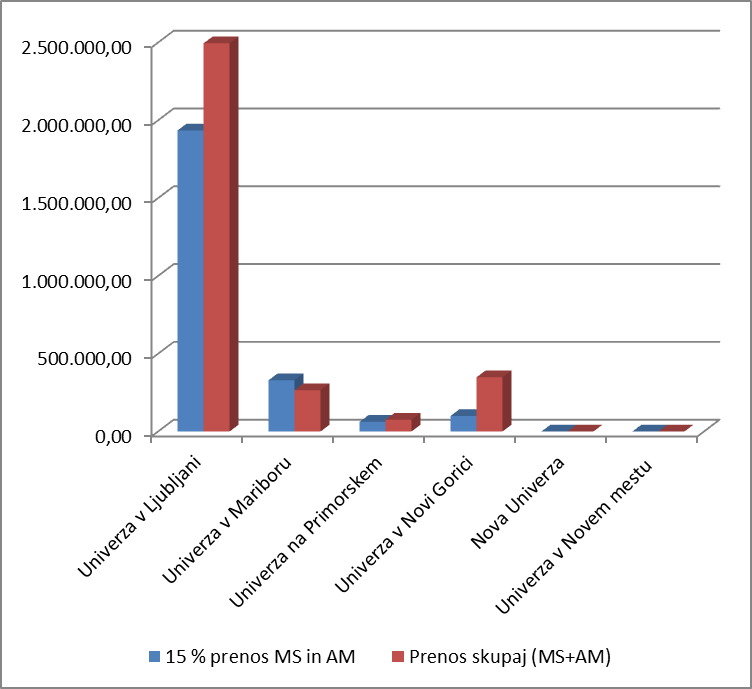 2.500.000,00
2.000.000,00
1.500.000,00
1.000.000,00
500.000,00
0,00
Univerza v Ljubljani
Univerza v Mariboru
Univerza na Primorskem
Univerza v Novi Gorici
Nova Univerza
Univerza v Novem mestu
15 % prenos MS in AM
Prenos skupaj (MS+AM)